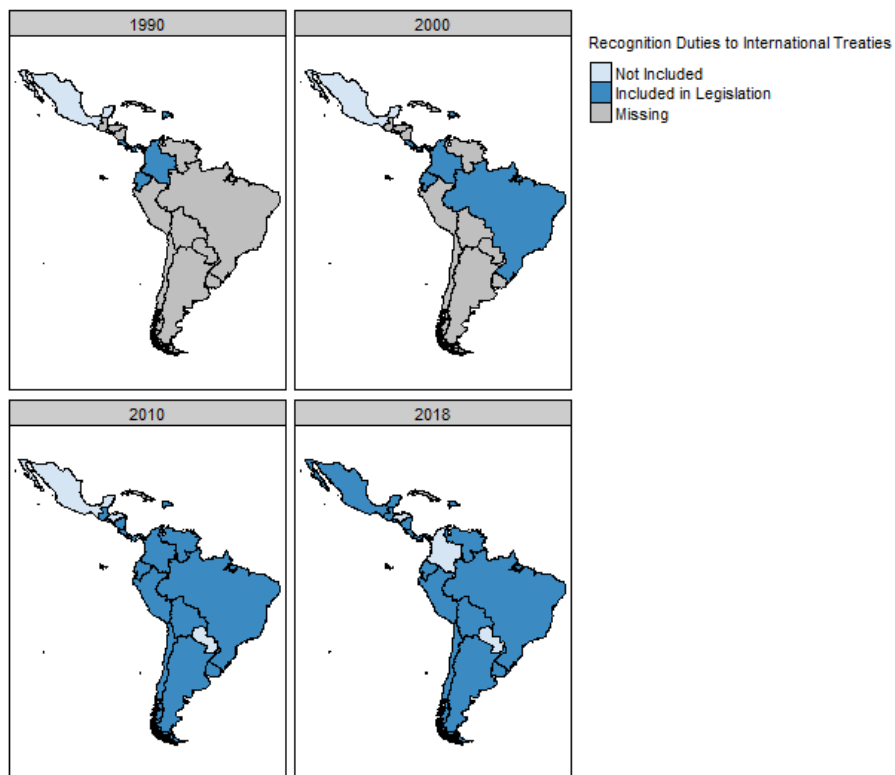 1990
2000
Recognition Duties to International Treaties
Not Included
Included in Legislation
Missing
2010
2018